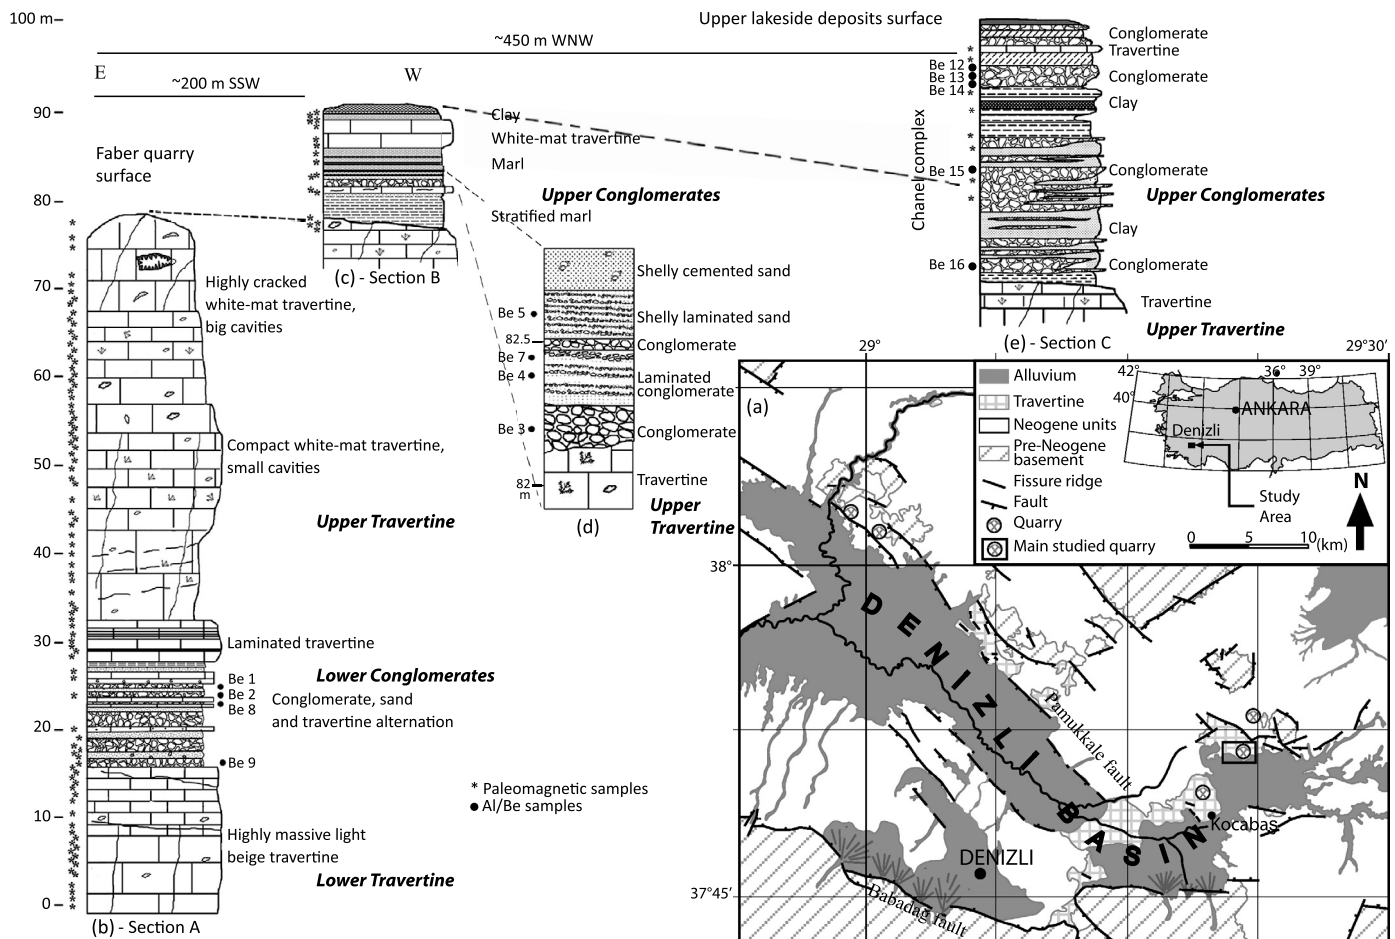 100 m
90
80
70
60
50
40
30
20
10
0
Upper lakeside deposits surface
~450 m WNW
E
W
~200 m SSW
Faber quarry
surface
Highly cracked
white-mat travertine,
big cavities
Compact white-mat travertine,
small cavities
Upper Travertine
Laminated travertine
Lower Conglomerates
Be 1
Be 2
Be 8
Conglomerate, sand
and travertine alternation
Be 9
Highly massive light
beige travertine
Lower Travertine
(b) - Section A
* Paleomagnetic samples
Al/Be samples
Clay
White-mat travertine
Marl
Upper Conglomerates
Stratified marl
(c) - Section B
Shelly cemented sand
Be 5
Shelly laminated sand
82.5
Conglomerate
Be 7
Be 4
Laminated
conglomerate
Be 3
Conglomerate
Travertine
82
m
Upper
Travertine
(d)
Channel complex
Conglomerate
Travertine
Be 12
Be 13
Be 14
Conglomerate
Clay
Be 15
Conglomerate
Upper Conglomerates
Clay
Be 16
Conglomerate
Travertine
Upper Travertine
(e) - Section C
29°
29°30′
(a)
Alluvium
Travertine
Neogene units
Pre-Neogene
basement
Fissure ridge
Fault
Quarry
Main studied quarry
42°
40°
36°
39°
ANKARA
Denizli
Study
Area
N
0
5
10
(km)
38°
37°45′
DENIZLI BASIN
Pamukkale fault
Kocabaş
DENIZLI
Babadag fault